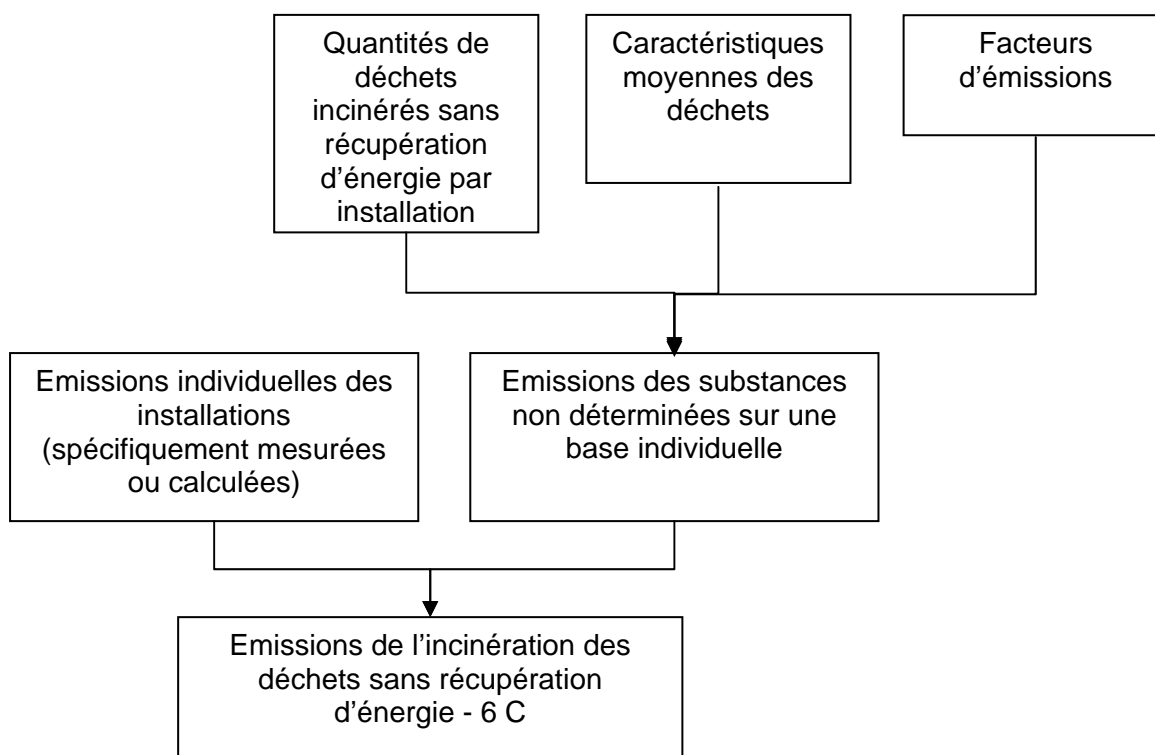 Quantités de
déchets
incinérés sans
récupération
d'énergie par
installation
Caractéristiques
moyennes des
déchets
Facteurs
d'émissions
Emissions individuelles des
installations
(spécifiquement mesurées
ou calculées)
Emissions des substances
non déterminées sur une
base individuelle
Emissions de l'incinération des
déchets sans récupération
d'énergie - 6 C